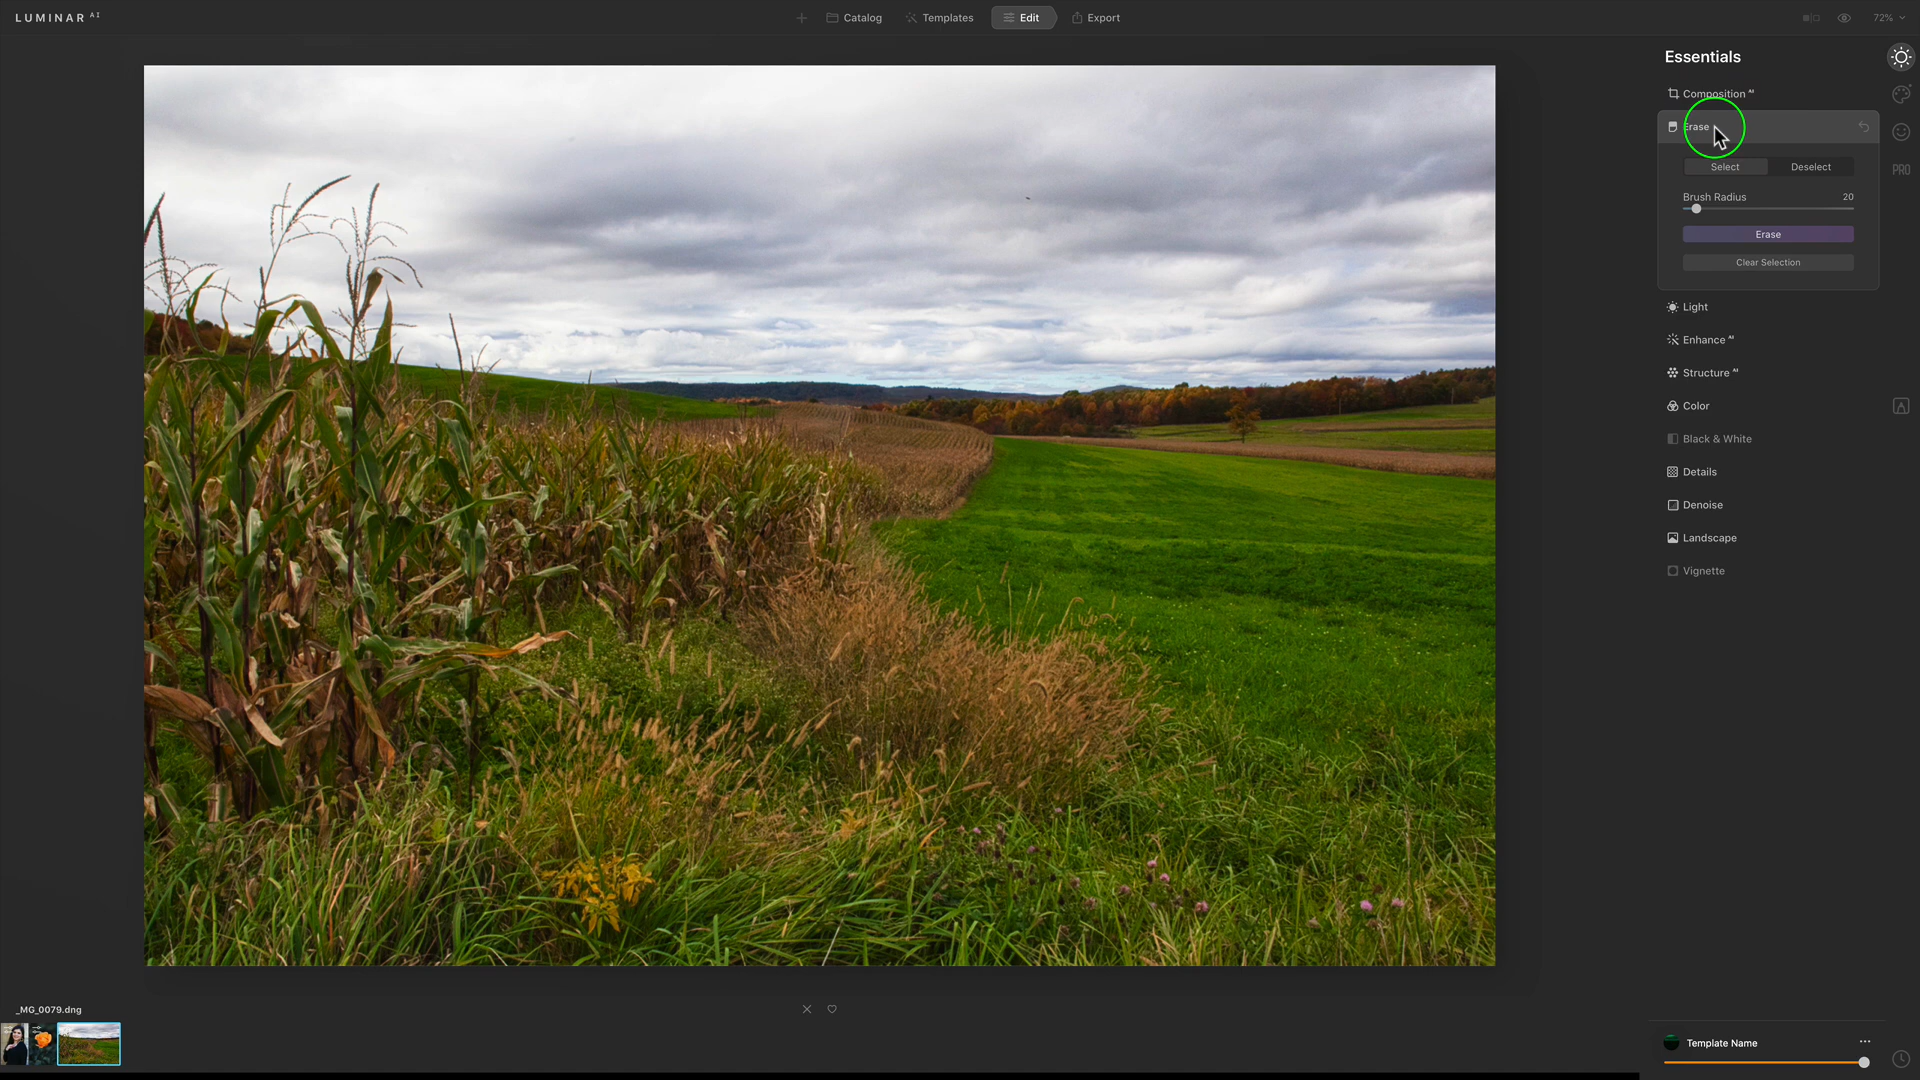 LUMINAR AI
Catalog
Templates
Edit
Export
72%
Essentials
Composition AI
Erase
Select
Deselect
PRO
Brush Radius
20
Erase
Clear Selection
Light
Enhance AI
Structure AI
Color
Black & White
Details
Denoise
Landscape
Vignette
_MG_0079.dng
Template Name